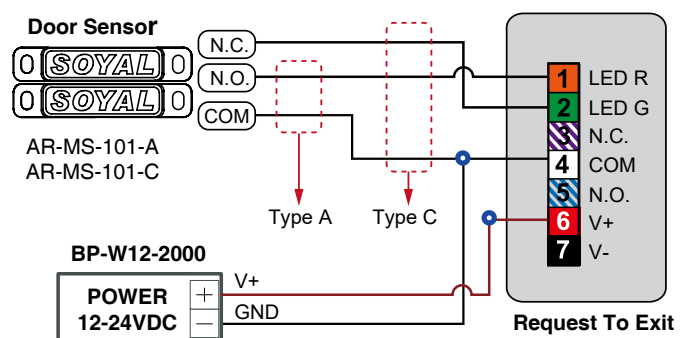 Door Sensor
N.C.
SOYAL
N.O.
SOYAL
COM
AR-MS-101-A
AR-MS-101-C
Type A
Type C
1 LED R
2 LED G
3 N.C.
4 COM
5 N.O.
6 V+
7 V-
BP-W12-2000
POWER
12-24VDC
+
−
V+
GND
Request To Exit